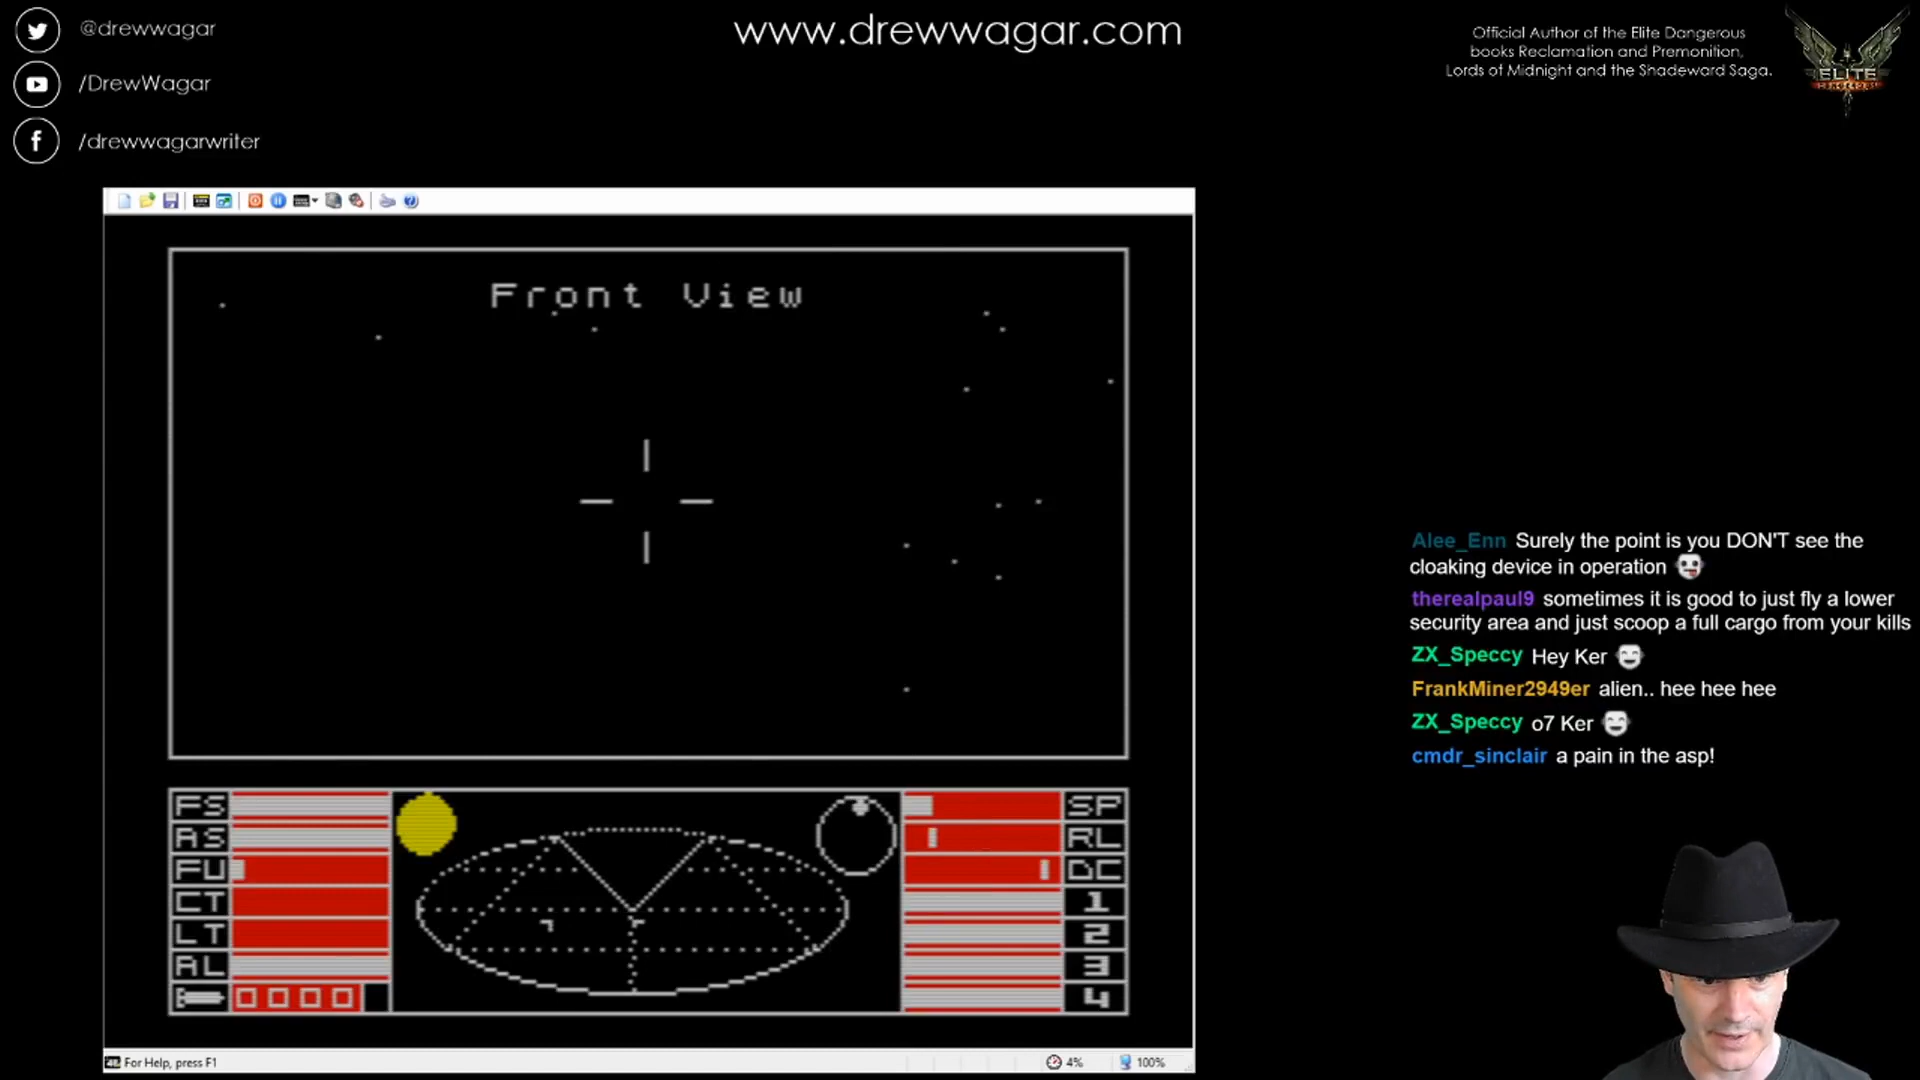 @drewwagar
/DrewWagar
/drewwagarwriter
www.drewwagar.com
Official Author of the Elite Dangerous
books Reclamation and Premonition,
Lords of Midnight and the Shadeward Saga.
ELITE
DANGEROUS
Front View
FS
AS
FU
CT
LT
AL
SP
RL
DC
1
2
3
4
For Help, press F1
4%
100%
Alee_Enn Surely the point is you DON'T see the
cloaking device in operation
therealpaul9 sometimes it is good to just fly a lower
security area and just scoop a full cargo from your kills
ZX_Speccy Hey Ker
FrankMiner2949er alien.. hee hee hee
ZX_Speccy o7 Ker
cmdr_sinclair a pain in the asp!